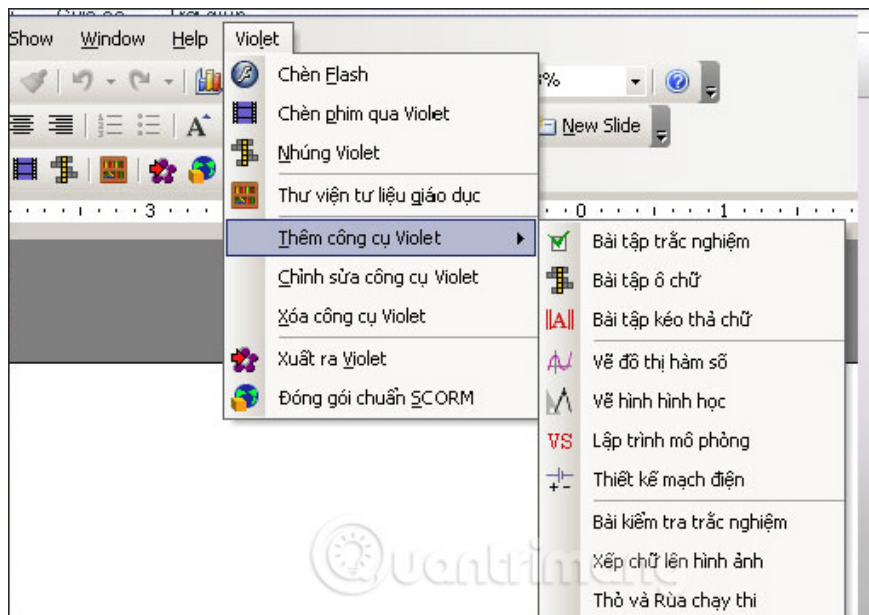 Show Window Help Violet
Chèn Flash
Chèn phim qua Violet
Nhúng Violet
Thư viện tư liệu giáo dục
Thêm công cụ Violet
Chỉnh sửa công cụ Violet
Xóa công cụ Violet
Xuất ra Violet
Đóng gói chuẩn SCORM
%
New Slide
3
0
1
Bài tập trắc nghiệm
Bài tập ô chữ
Bài tập kéo thả chữ
Vẽ đồ thị hàm số
Vẽ hình hình học
VS Lập trình mô phỏng
Thiết kế mạch điện
Bài kiểm tra trắc nghiệm
Xếp chữ lên hình ảnh
Thỏ và Rùa chạy thi
Quantrimang